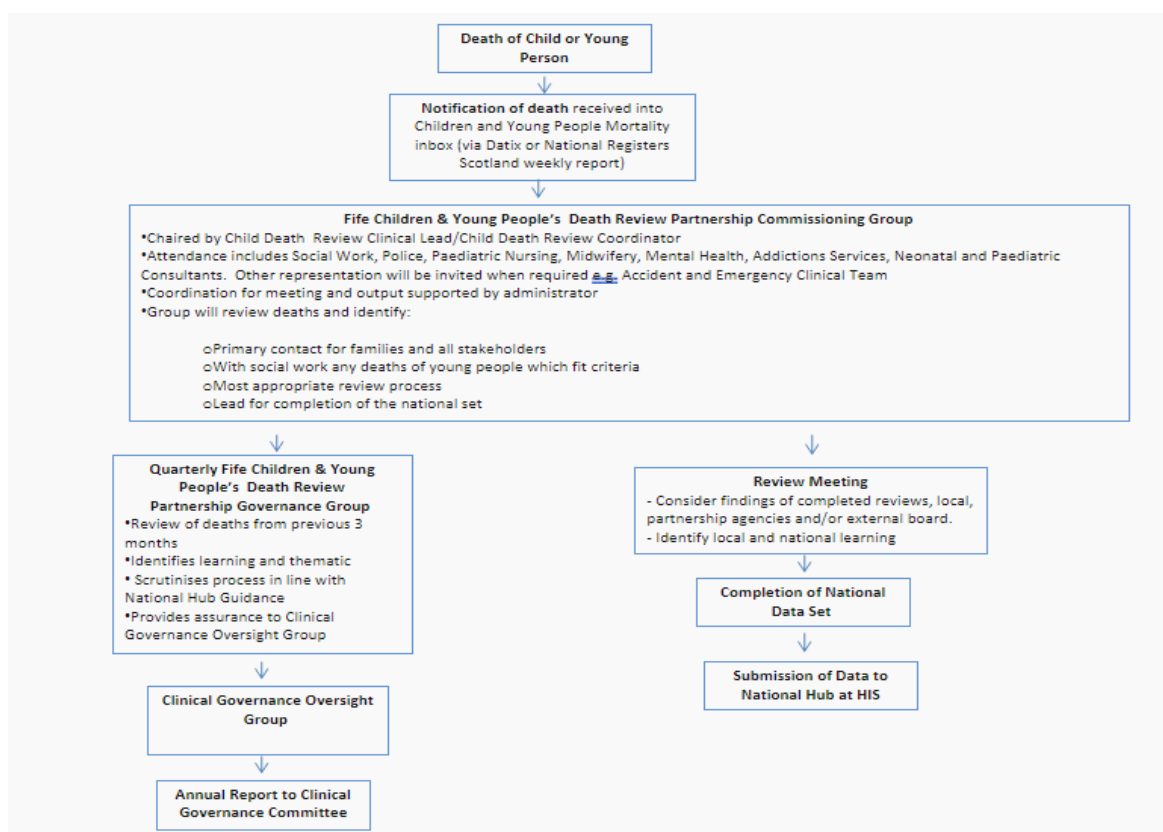 Death of Child or Young
Person
Notification of death received into
Children and Young People Mortality
inbox (via Datix or National Registers
Scotland weekly report)
Fife Children & Young People's Death Review Partnership Commissioning Group
•Chaired by Child Death Review Clinical Lead/Child Death Review Coordinator
•Attendance includes Social Work, Police, Paediatric Nursing, Midwifery, Mental Health, Addictions Services, Neonatal and Paediatric
Consultants. Other representation will be invited when required e.g. Accident and Emergency Clinical Team
•Coordination for meeting and output supported by administrator
•Group will review deaths and identify:
oPrimary contact for families and all stakeholders
oWith social work any deaths of young people which fit criteria
oMost appropriate review process
oLead for completion of the national set
Quarterly Fife Children & Young
People's Death Review
Partnership Governance Group
•Review of deaths from previous 3
months
•Identifies learning and thematic
• Scrutinises process in line with
National Hub Guidance
•Provides assurance to Clinical
Governance Oversight Group
Clinical Governance Oversight
Group
Annual Report to Clinical
Governance Committee
Review Meeting
- Consider findings of completed reviews, local,
partnership agencies and/or external board.
- Identify local and national learning
Completion of National
Data Set
Submission of Data to
National Hub at HIS